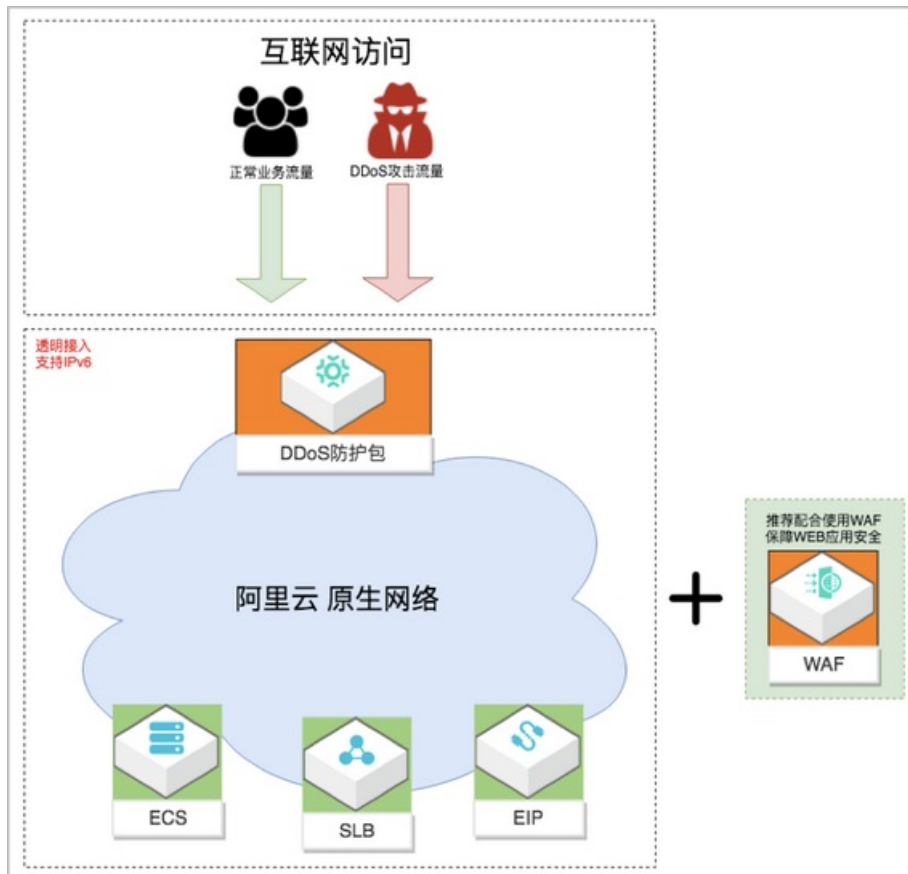 互联网访问
正常业务流量
DDoS攻击流量
透明接入
支持IPv6
DDoS防护包
阿里云 原生网络
推荐配合使用WAF
保障WEB应用安全
WAF
ECS
SLB
EIP